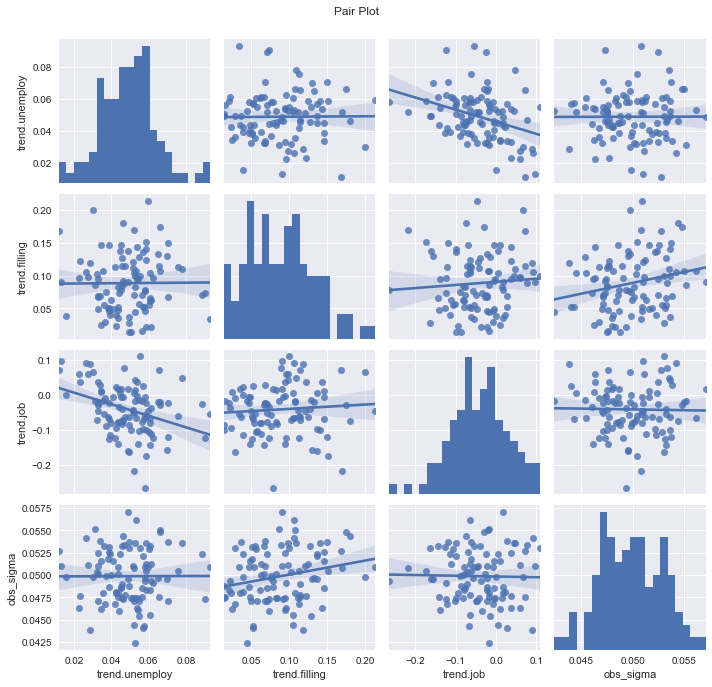 Pair Plot
trend.unemploy
0.08
0.06
0.04
0.02
trend.filling
0.20
0.15
0.10
0.05
trend.job
0.1
0.0
−0.1
−0.2
obs_sigma
0.0575
0.0550
0.0525
0.0500
0.0475
0.0450
0.0425
0.02 0.04 0.06 0.08 0.05 0.10 0.15 0.20 −0.2 −0.1 0.0 0.1 0.045 0.050 0.055
trend.unemploy trend.filling trend.job obs_sigma